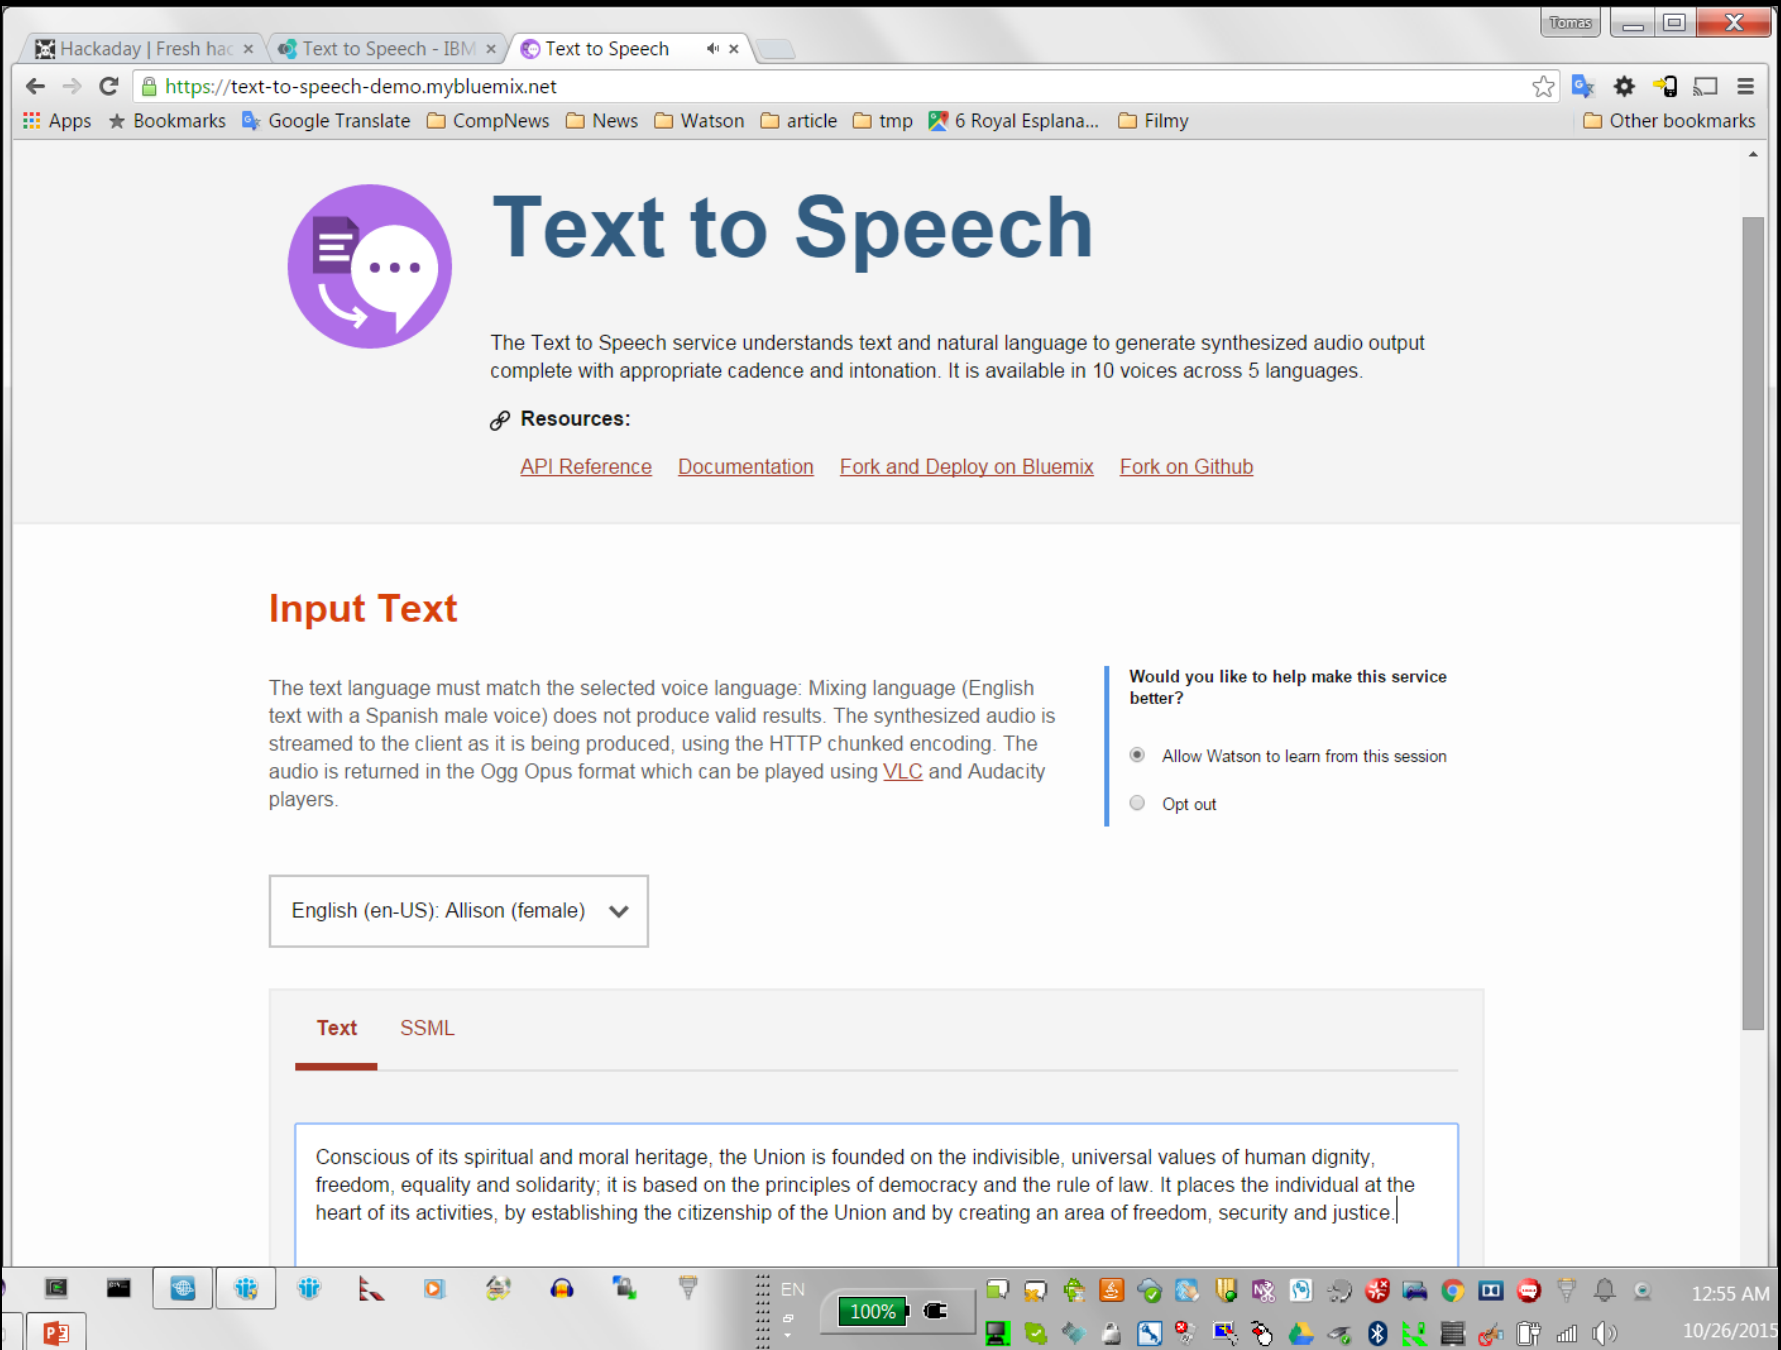 Tomas
Hackaday | Fresh hac
Text to Speech - IBM
Text to Speech
https://text-to-speech-demo.mybluemix.net
Apps
Bookmarks
Google Translate
CompNews
News
Watson
article
tmp
6 Royal Esplana...
Filmy
Other bookmarks
Text to Speech
The Text to Speech service understands text and natural language to generate synthesized audio output
complete with appropriate cadence and intonation. It is available in 10 voices across 5 languages.
Resources:
API Reference
Documentation
Fork and Deploy on Bluemix
Fork on Github
Input Text
The text language must match the selected voice language: Mixing language (English
text with a Spanish male voice) does not produce valid results. The synthesized audio is
streamed to the client as it is being produced, using the HTTP chunked encoding. The
audio is returned in the Ogg Opus format which can be played using VLC and Audacity
players.
Would you like to help make this service
better?
Allow Watson to learn from this session
Opt out
English (en-US): Allison (female)
Text
SSML
Conscious of its spiritual and moral heritage, the Union is founded on the indivisible, universal values of human dignity,
freedom, equality and solidarity; it is based on the principles of democracy and the rule of law. It places the individual at the
heart of its activities, by establishing the citizenship of the Union and by creating an area of freedom, security and justice.
EN
100%
12:55 AM
10/26/2015